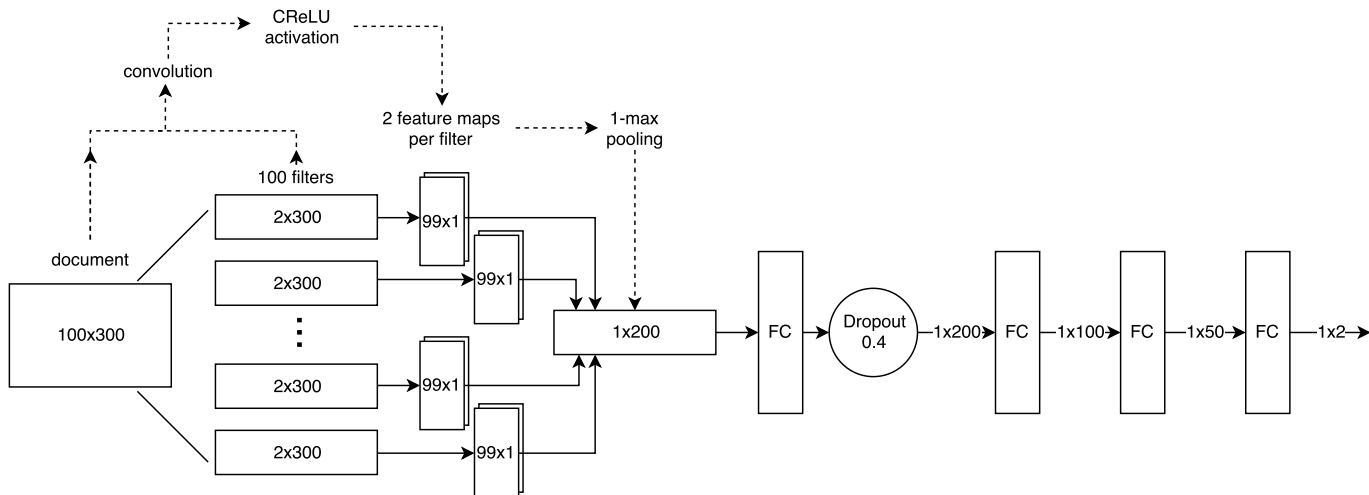 CReLU
activation
convolution
2 feature maps
per filter
1-max
pooling
100 filters
2x300
99x1
document
2x300
99x1
100x300
1x200
FC
Dropout
0.4
1x200
FC
1x100
FC
1x50
FC
1x2
2x300
99x1
2x300
99x1